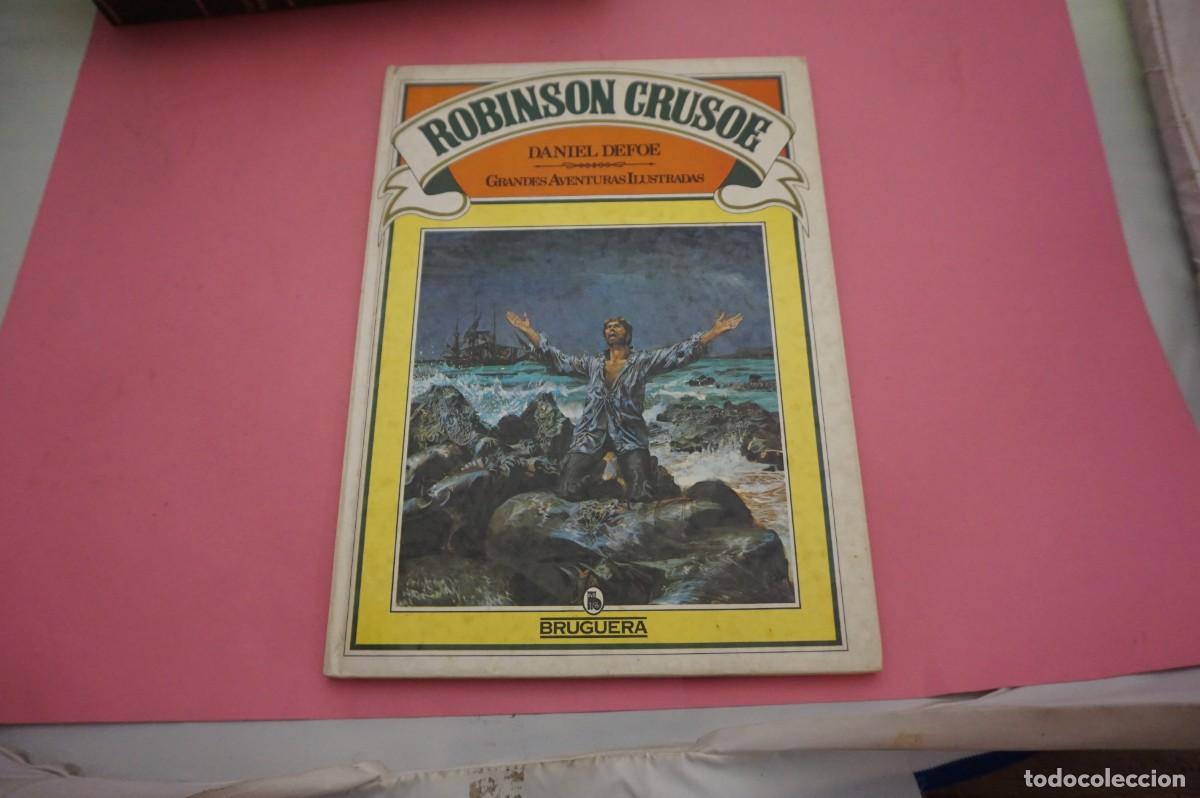 ROBINSON CRUSOE
DANIEL DEFOE
GRANDES AVENTURAS ILUSTRADAS
BRUGUERA
todocoleccion